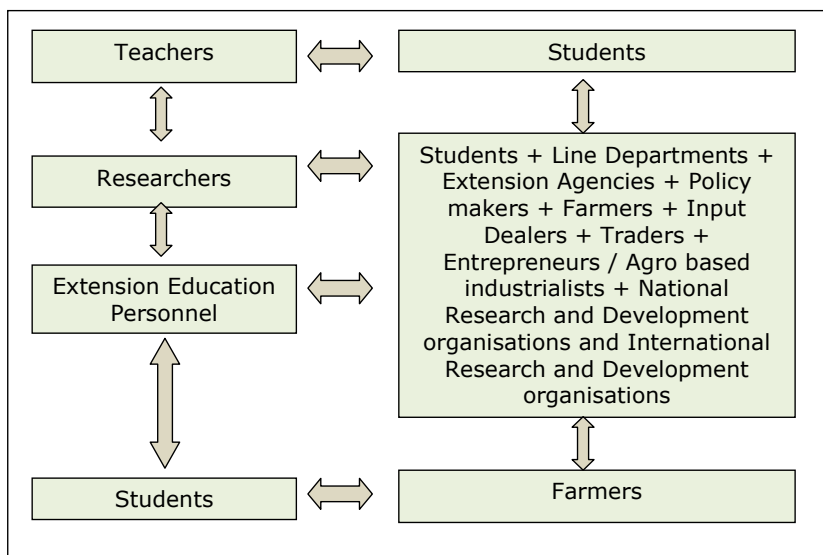 Teachers
Students
Researchers
Students + Line Departments +
Extension Agencies + Policy
makers + Farmers + Input
Dealers + Traders +
Entrepreneurs / Agro based
industrialists + National
Research and Development
organisations and International
Research and Development
organisations
Extension Education
Personnel
Students
Farmers